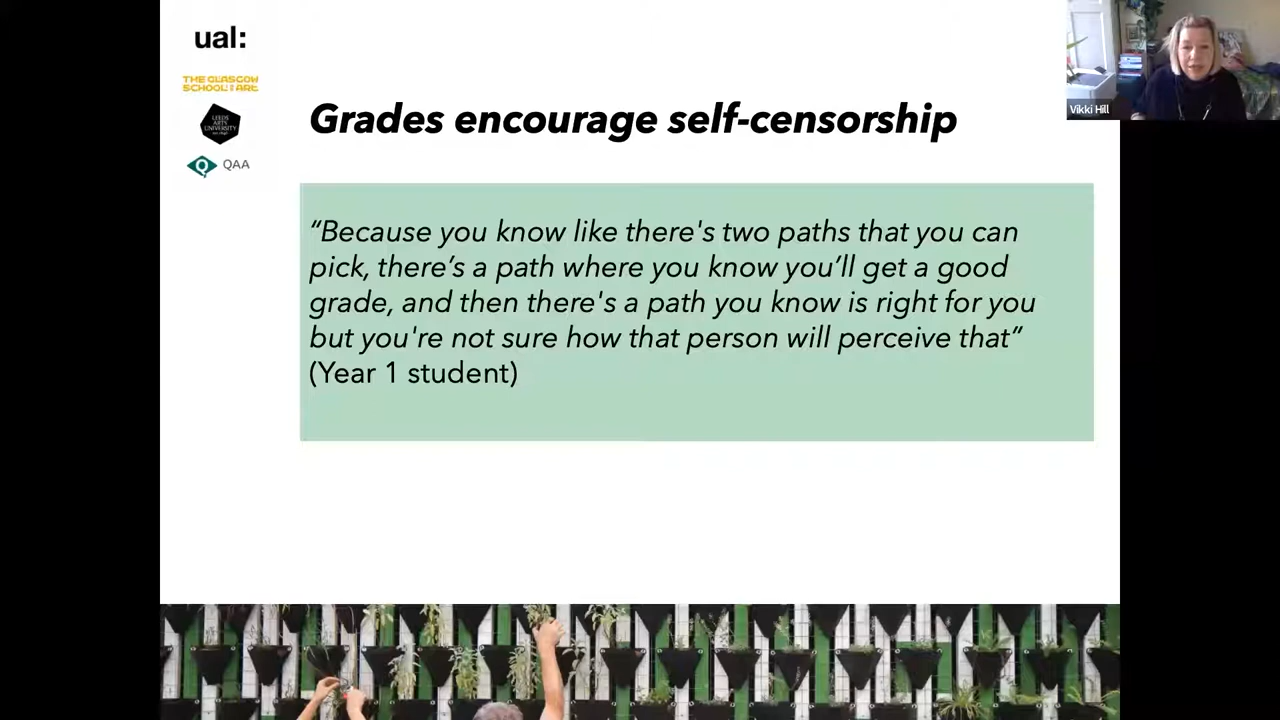 ual:
THE GLASGOW
SCHOOL OF ART
LEEDS
ARTS
UNIVERSITY
QAA
Vikki Hill
Grades encourage self-censorship
“Because you know like there's two paths that you can
pick, there’s a path where you know you’ll get a good
grade, and then there's a path you know is right for you
but you're not sure how that person will perceive that”
(Year 1 student)